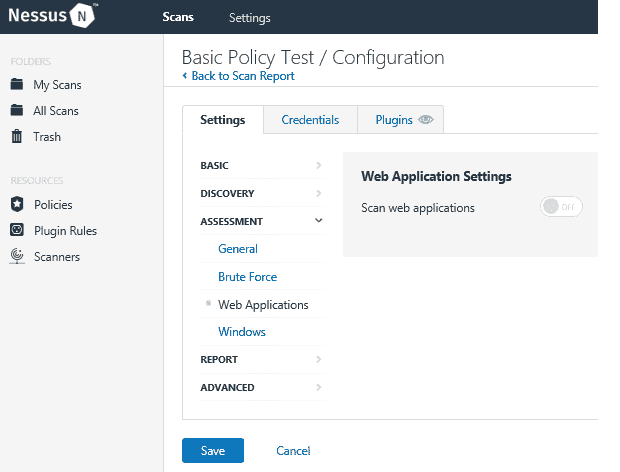 Nessus N
Scans Settings
FOLDERS
My Scans
All Scans
Trash
RESOURCES
Policies
Plugin Rules
Scanners
Basic Policy Test / Configuration
Back to Scan Report
Settings Credentials Plugins
BASIC
DISCOVERY
ASSESSMENT
General
Brute Force
Web Applications
Windows
REPORT
ADVANCED
Web Application Settings
Scan web applications OFF
Save Cancel